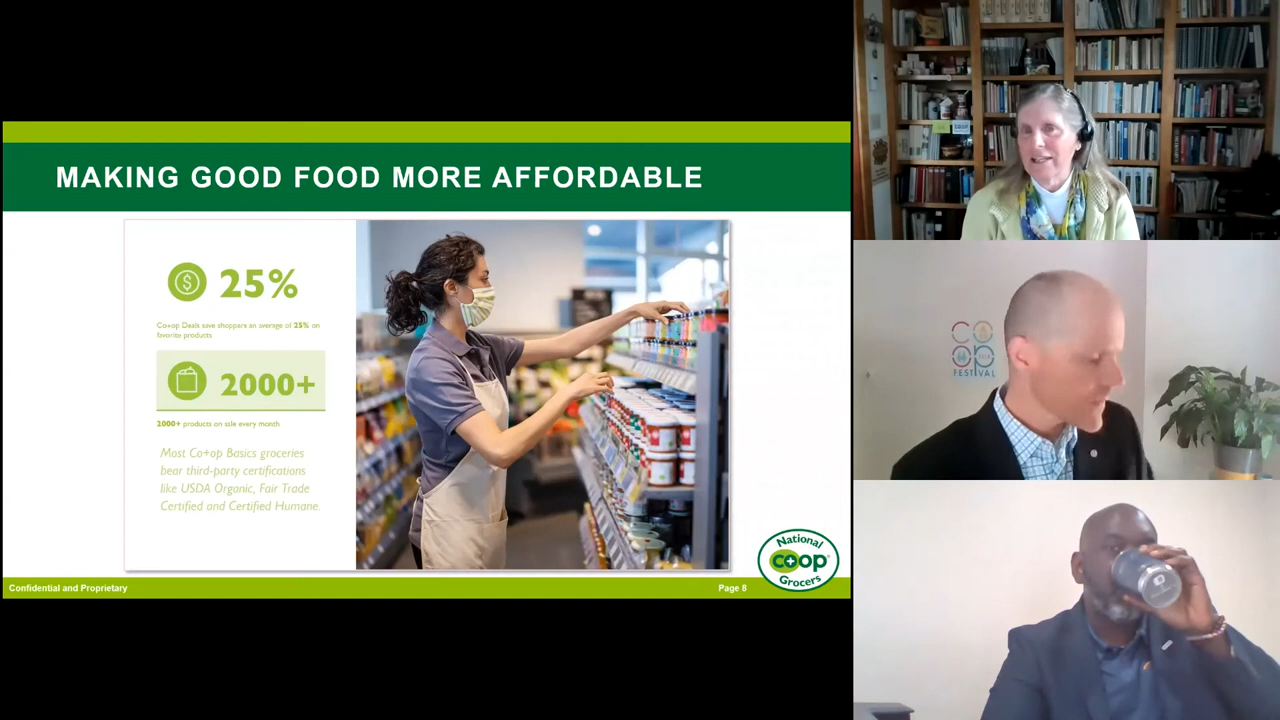 MAKING GOOD FOOD MORE AFFORDABLE
25%
Co+op Deals save shoppers an average of 25% on
favorite products
2000+
2000+ products on sale every month
Most Co+op Basics groceries
bear third-party certifications
like USDA Organic, Fair Trade
Certified and Certified Humane.
National
co+op
Grocers
Confidential and Proprietary
Page 8
CO
op
FESTIVAL